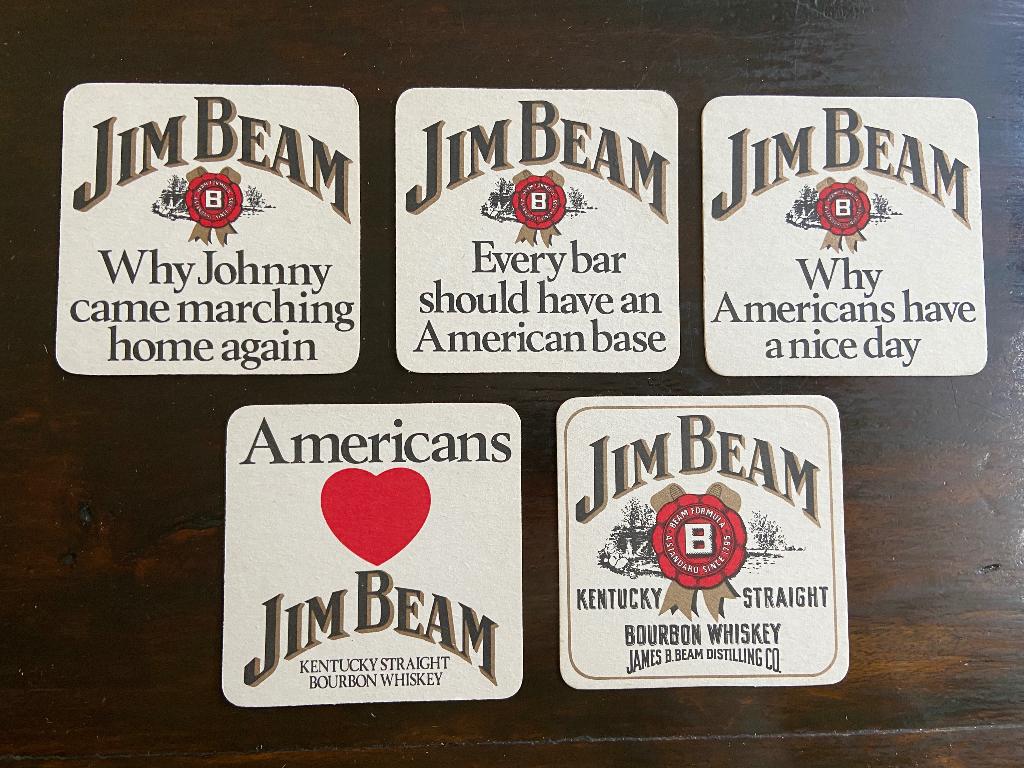 JIM BEAM
B
Why Johnny
came marching
home again
JIM BEAM
B
Every bar
should have an
American base
JIM BEAM
B
Why
Americans have
a nice day
Americans
JIM BEAM
KENTUCKY STRAIGHT
BOURBON WHISKEY
JIM BEAM
BEAM FORMULA
B
A STANDARD SINCE 1795
KENTUCKY STRAIGHT
BOURBON WHISKEY
JAMES B. BEAM DISTILLING CO.